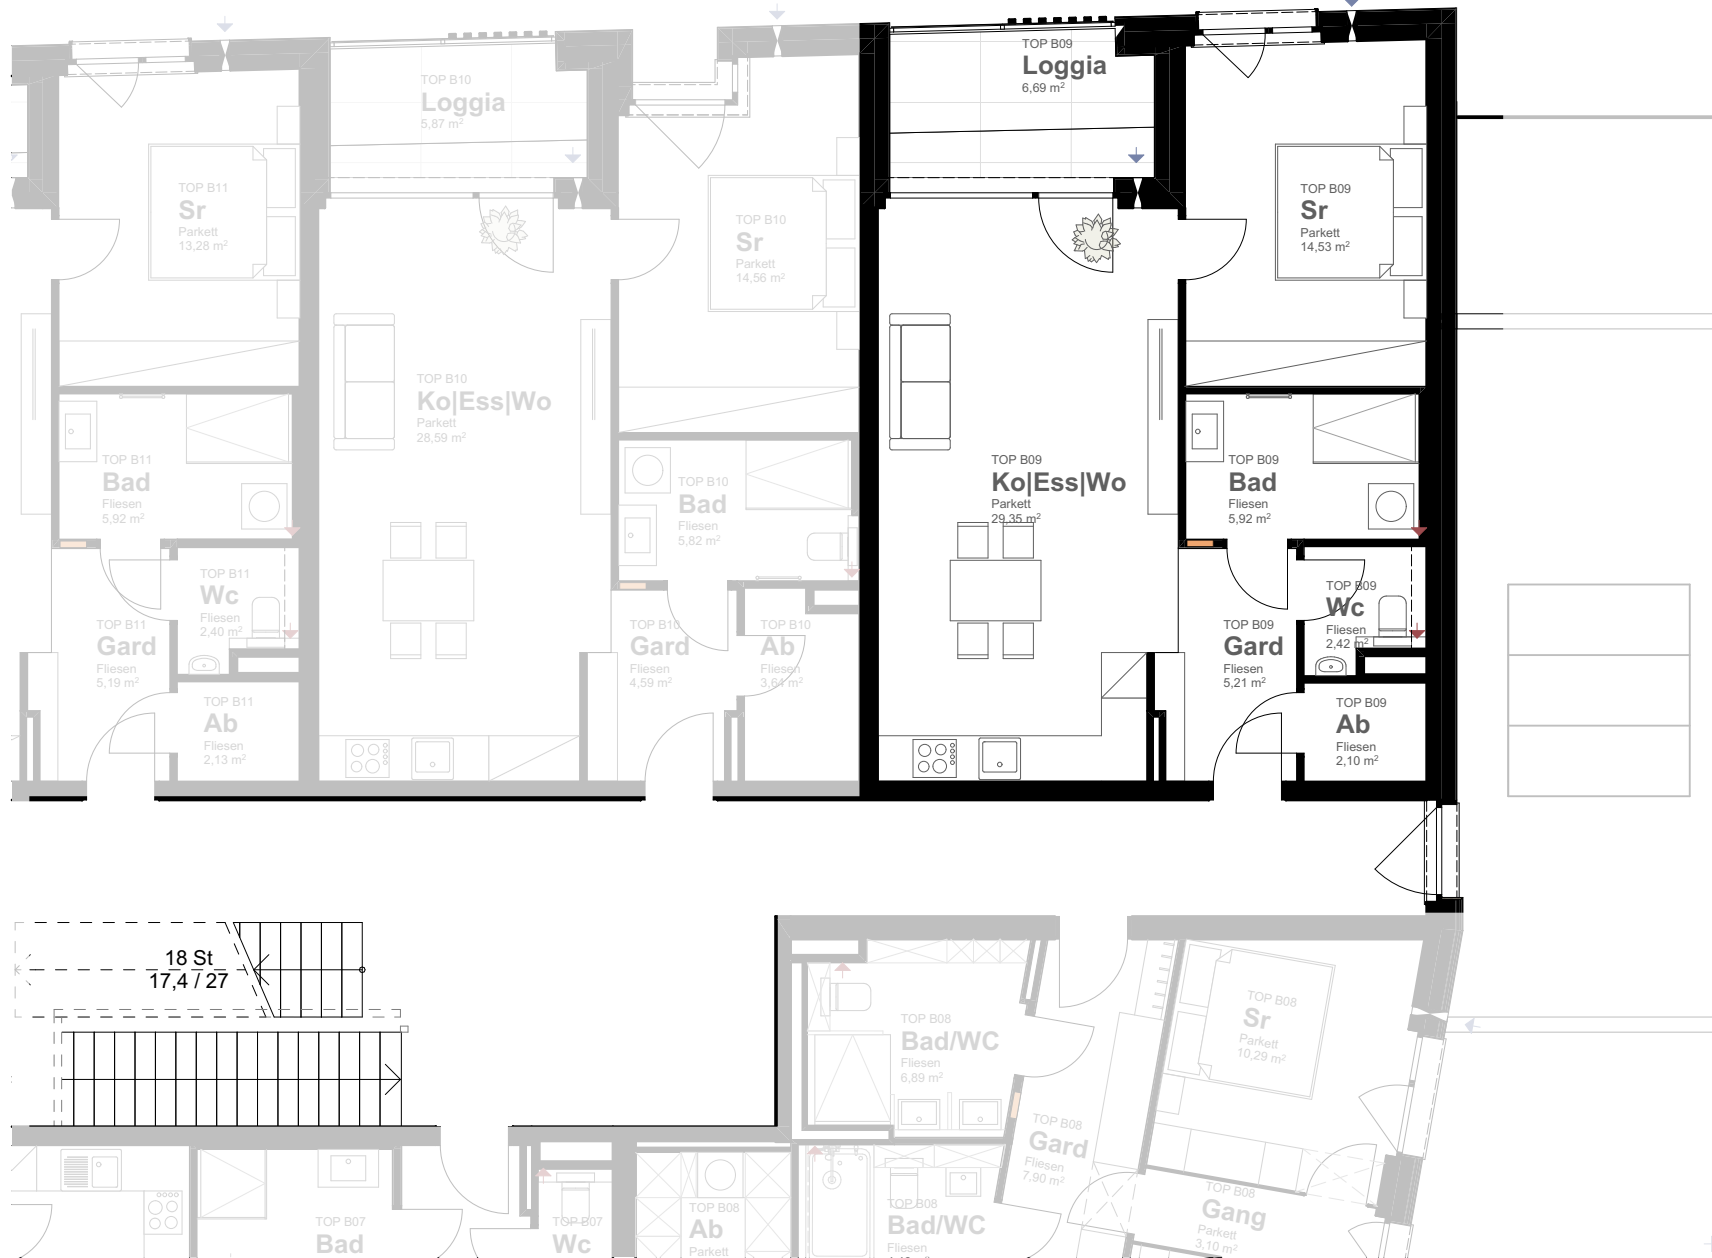 TOP B09
Loggia
6,69 m²
TOP B10
Loggia
5,87 m²
TOP B11
Sr
Parkett
13,28 m²
TOP B10
Sr
Parkett
14,56 m²
TOP B09
Sr
Parkett
14,53 m²
TOP B10
Ko|Ess|Wo
Parkett
28,59 m²
TOP B09
Ko|Ess|Wo
Parkett
29,35 m²
TOP B11
Bad
Fliesen
5,92 m²
TOP B10
Bad
Fliesen
5,82 m²
TOP B09
Bad
Fliesen
5,92 m²
TOP B11
Wc
Fliesen
2,40 m²
TOP B11
Gard
Fliesen
5,19 m²
TOP B10
Gard
Fliesen
4,59 m²
TOP B10
Ab
Fliesen
3,64 m²
TOP B09
Gard
Fliesen
5,21 m²
TOP B09
Wc
Fliesen
2,42 m²
TOP B11
Ab
Fliesen
2,13 m²
TOP B09
Ab
Fliesen
2,10 m²
18 St
17,4 / 27
TOP B08
Bad/WC
Fliesen
6,89 m²
TOP B08
Sr
Parkett
10,29 m²
TOP B08
Gard
Fliesen
7,90 m²
TOP B07
Bad
TOP B07
Wc
TOP B08
Ab
Parkett
TOP B08
Bad/WC
Fliesen
TOP B08
Gang
Parkett
3,10 m²